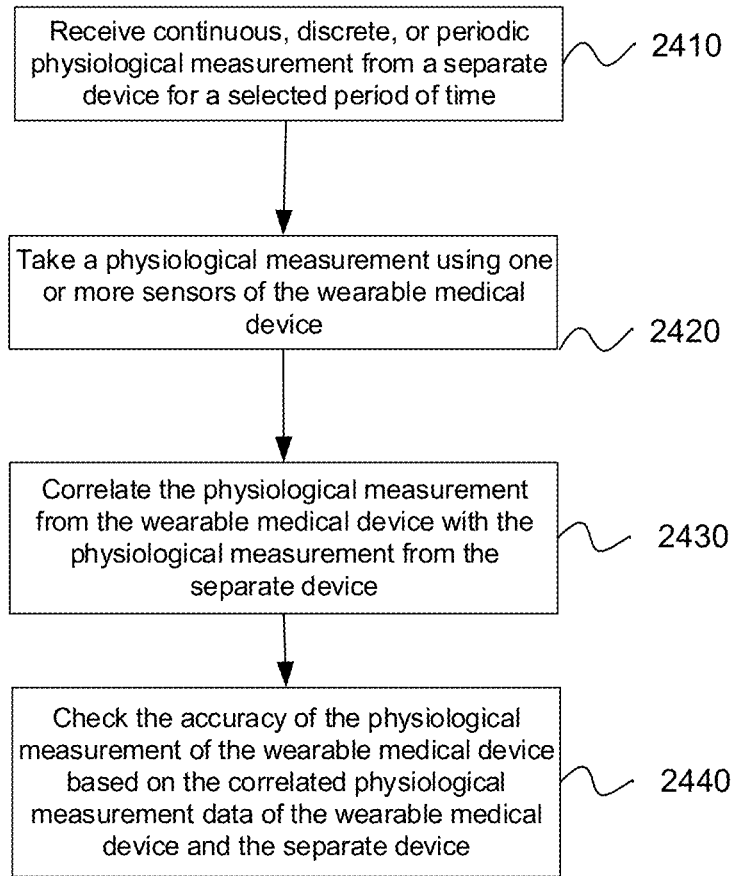 Receive continuous, discrete, or periodic
physiological measurement from a separate
device for a selected period of time
2410
Take a physiological measurement using one
or more sensors of the wearable medical
device
2420
Correlate the physiological measurement
from the wearable medical device with the
physiological measurement from the
separate device
2430
Check the accuracy of the physiological
measurement of the wearable medical device
based on the correlated physiological
measurement data of the wearable medical
device and the separate device
2440